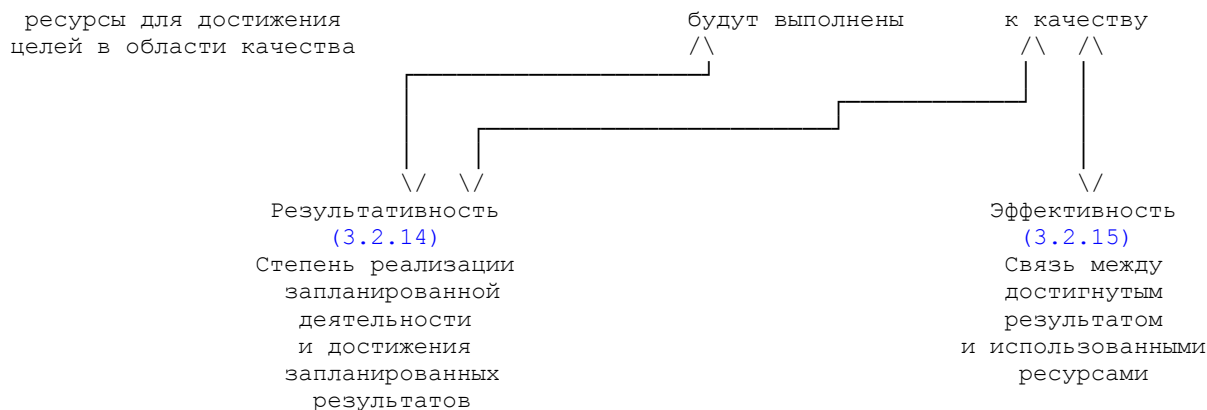 ресурсы для достижения будут выполнены к качеству
целей в области качества
Результативность Эффективность
(3.2.14) (3.2.15)
Степень реализации Связь между
запланированной достигнутым
деятельности результатом
и достижения и использованными
запланированных ресурсами
результатов